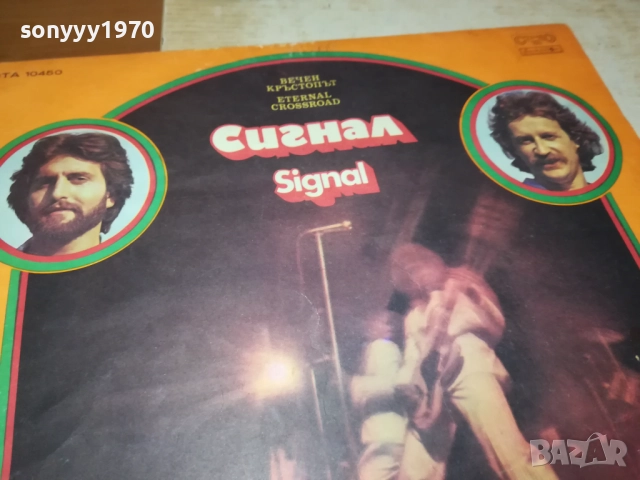 sonyyy1970
ВТА 10460
ВЕЧЕН
КРЪСТОПЪТ
ETERNAL
CROSSROAD
Сигнал
Signal
BAZAR